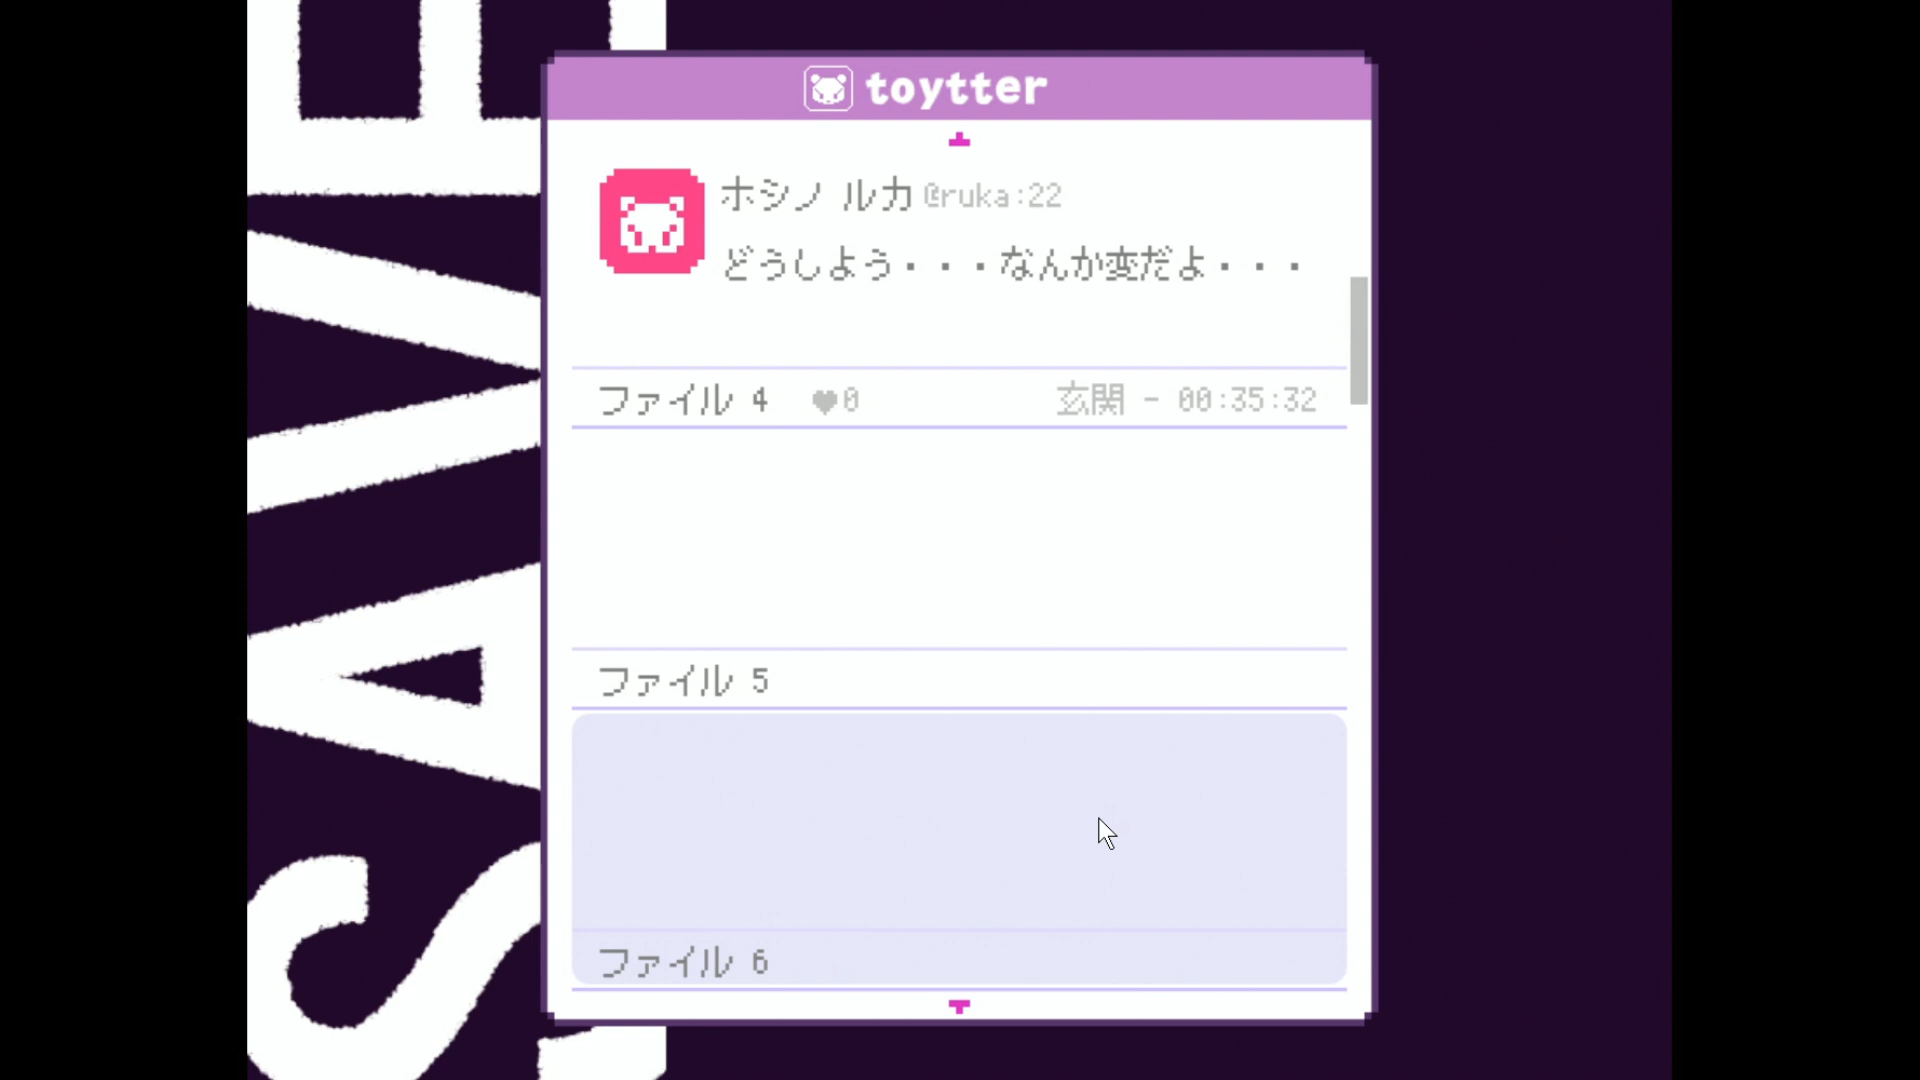 SAVE
toytter
ホシノ ルカ @ruka:22
どうしよう・・・なんか変だよ・・・
ファイル 4 ♥0 玄関 - 00:35:32
ファイル 5
ファイル 6